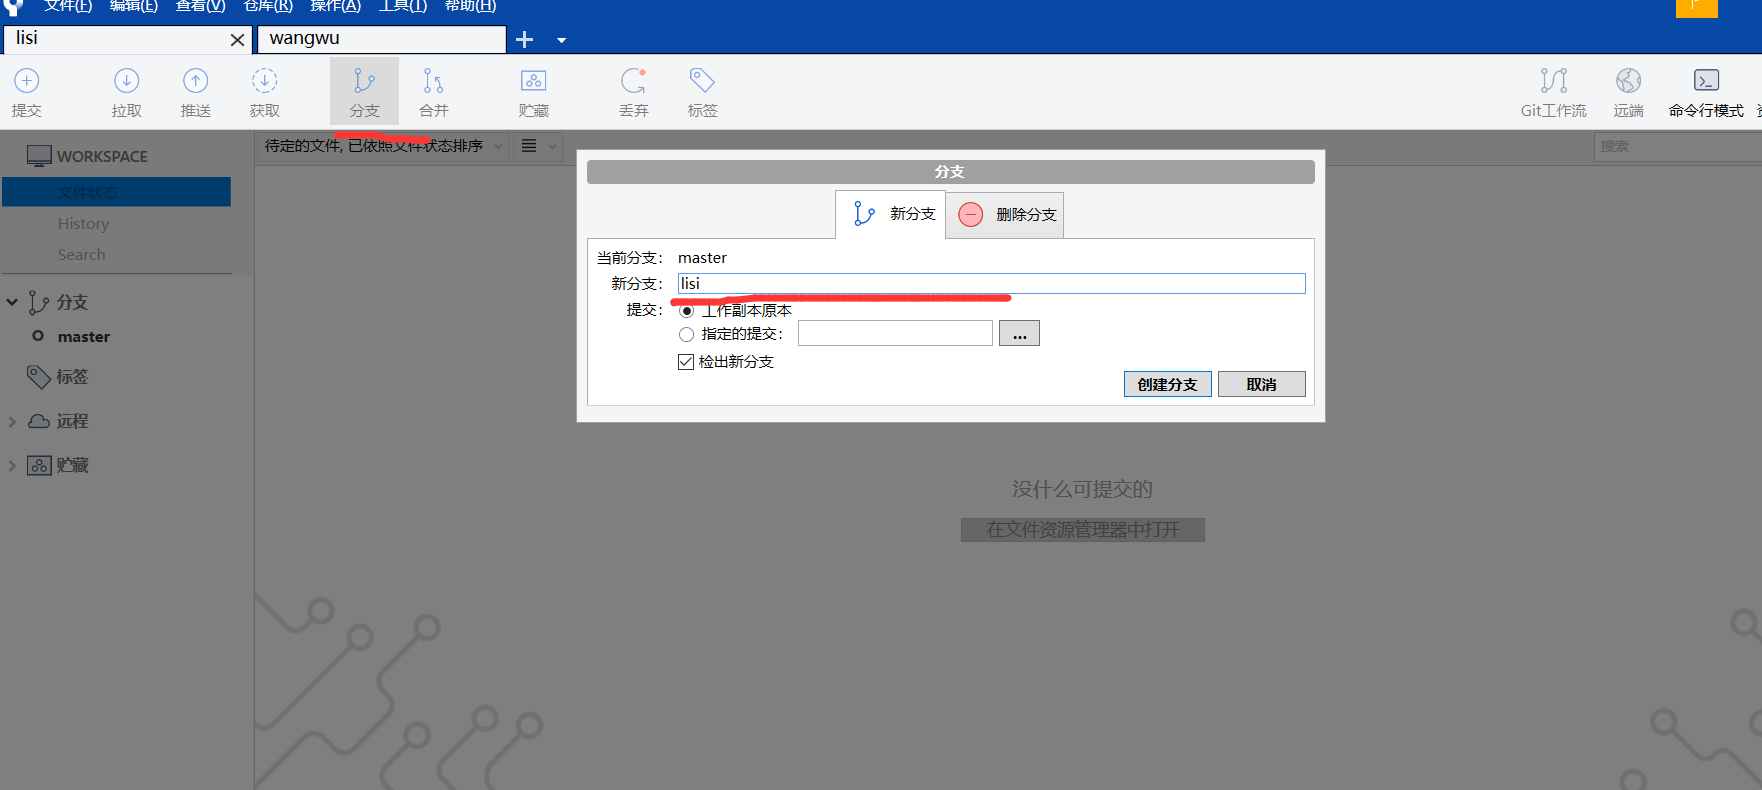 文件(F) 编辑(E) 查看(V) 仓库(R) 操作(A) 工具(T) 帮助(H)
lisi wangwu
提交 拉取 推送 获取 分支 合并 贮藏 丢弃 标签 Git工作流 远端 命令行模式
WORKSPACE
待定的文件, 已依照文件状态排序
搜索
文件状态
History
Search
分支
master
标签
远程
贮藏
分支
新分支 删除分支
当前分支: master
新分支: lisi
提交: 工作副本原本
指定的提交: ...
检出新分支
创建分支 取消
没什么可提交的
在文件资源管理器中打开